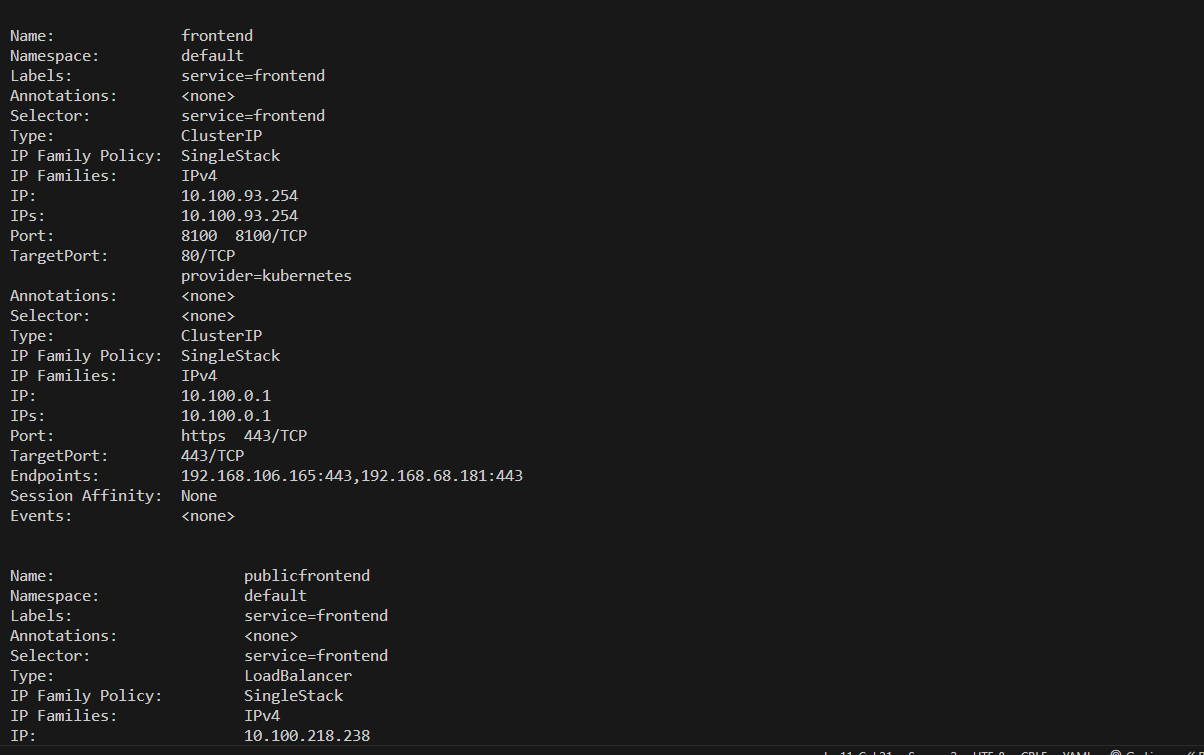 Name:              frontend
Namespace:         default
Labels:            service=frontend
Annotations:       <none>
Selector:          service=frontend
Type:              ClusterIP
IP Family Policy:  SingleStack
IP Families:       IPv4
IP:                10.100.93.254
IPs:               10.100.93.254
Port:              8100  8100/TCP
TargetPort:        80/TCP
                   provider=kubernetes
Annotations:       <none>
Selector:          <none>
Type:              ClusterIP
IP Family Policy:  SingleStack
IP Families:       IPv4
IP:                10.100.0.1
IPs:               10.100.0.1
Port:              https  443/TCP
TargetPort:        443/TCP
Endpoints:         192.168.106.165:443,192.168.68.181:443
Session Affinity:  None
Events:            <none>
Name:                     publicfrontend
Namespace:                default
Labels:                   service=frontend
Annotations:              <none>
Selector:                 service=frontend
Type:                     LoadBalancer
IP Family Policy:         SingleStack
IP Families:              IPv4
IP:                       10.100.218.238